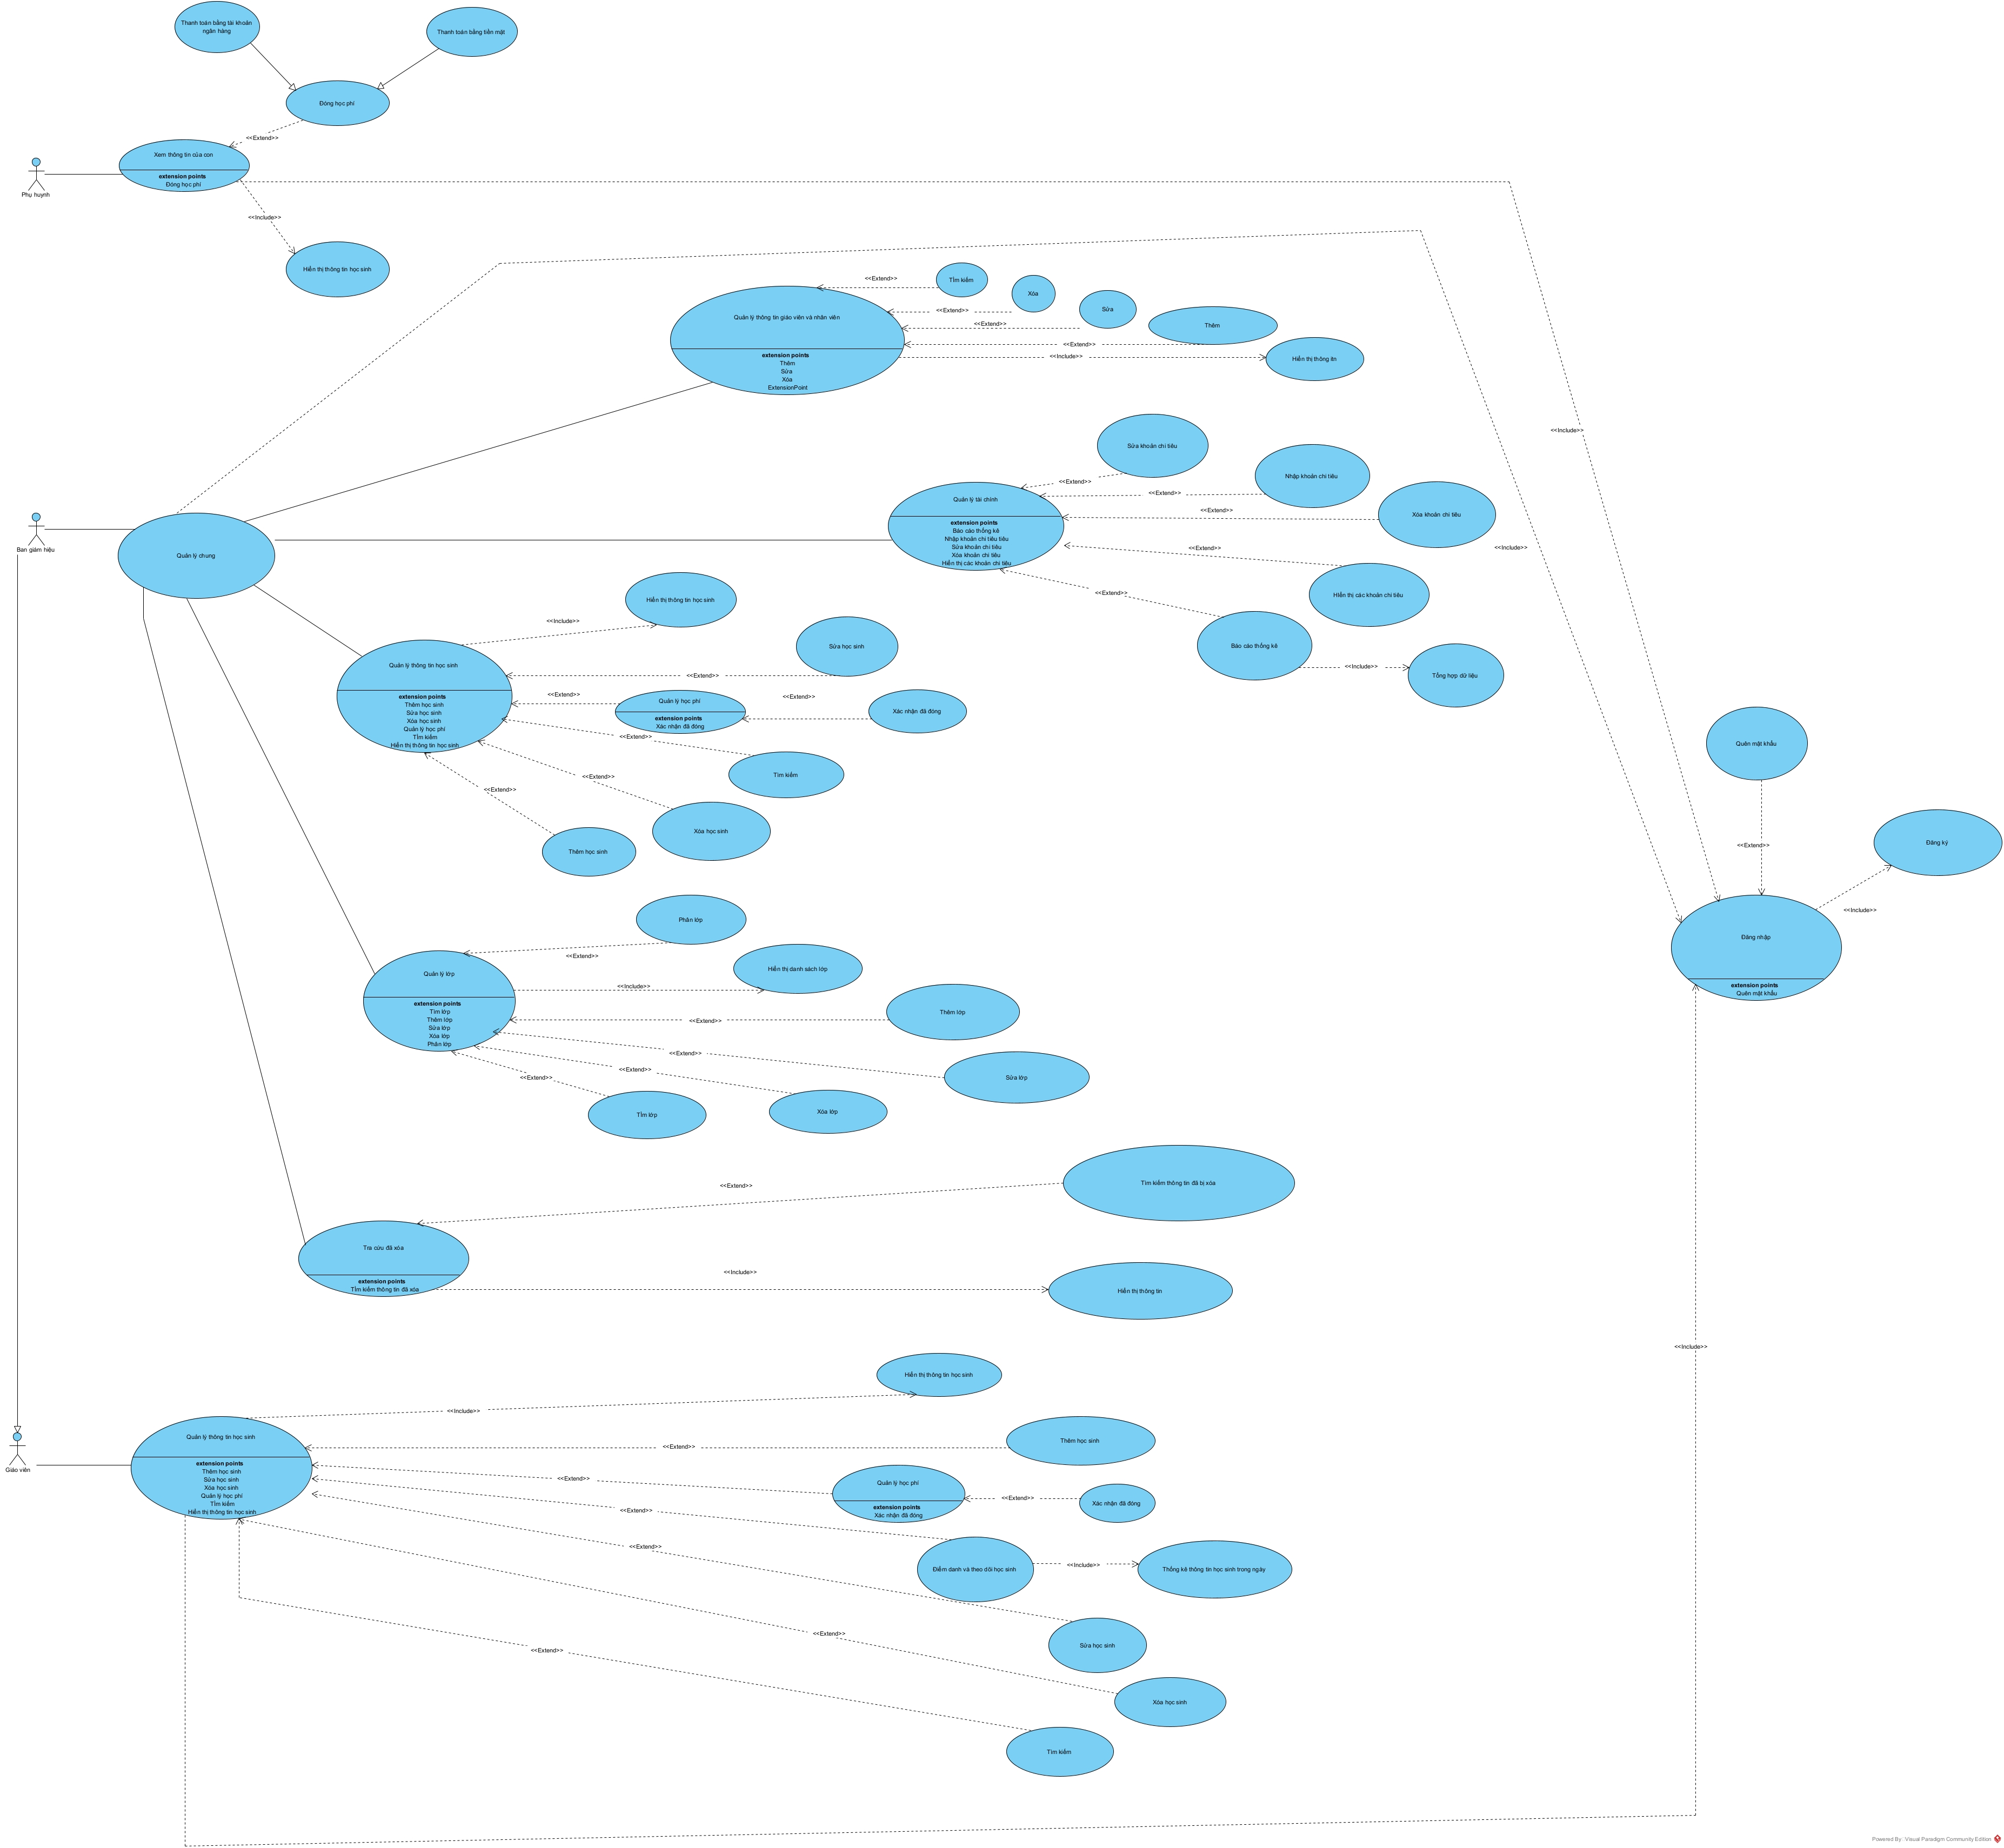 Thanh toán bằng tài khoản
ngân hàng
Thanh toán bằng tiền mặt
Đóng học phí
<<Extend>>
Xem thông tin của con
extension points
Đóng học phí
Phụ huynh
<<Include>>
Hiển thị thông tin học sinh
Tìm kiếm
<<Extend>>
Xóa
<<Extend>>
Sửa
<<Extend>>
Thêm
<<Extend>>
Quản lý thông tin giáo viên và nhân viên
extension points
Thêm
Sửa
Xóa
ExtensionPoint
<<Include>>
Hiển thị thông tin
<<Include>>
Sửa khoản chi tiêu
<<Extend>>
Nhập khoản chi tiêu
<<Extend>>
Xóa khoản chi tiêu
<<Extend>>
Quản lý tài chính
extension points
Báo cáo thống kê
Nhập khoản chi tiêu tiêu
Sửa khoản chi tiêu
Xóa khoản chi tiêu
Hiển thị các khoản chi tiêu
<<Extend>>
HIển thị các khoản chi tiêu
<<Extend>>
Báo cáo thống kê
<<Include>>
Tổng hợp dữ liệu
<<Include>>
Ban giám hiệu
Quản lý chung
Hiển thị thông tin học sinh
<<Include>>
Sửa học sinh
<<Extend>>
Quản lý thông tin học sinh
extension points
Thêm học sinh
Sửa học sinh
Xóa học sinh
Quản lý học phí
Tìm kiếm
Hiển thị thông tin học sinh
<<Extend>>
Quản lý học phí
extension points
Xác nhận đã đóng
<<Extend>>
Xác nhận đã đóng
<<Extend>>
Tìm kiếm
<<Extend>>
Xóa học sinh
<<Extend>>
Thêm học sinh
Quên mật khẩu
<<Extend>>
Đăng ký
<<Include>>
Đăng nhập
extension points
Quên mật khẩu
Phân lớp
<<Extend>>
Hiển thị danh sách lớp
<<Include>>
Quản lý lớp
extension points
Tìm lớp
Thêm lớp
Sửa lớp
Xóa lớp
Phân lớp
Thêm lớp
<<Extend>>
<<Extend>>
Sửa lớp
<<Extend>>
Xóa lớp
<<Extend>>
Tìm lớp
Tìm kiếm thông tin đã bị xóa
<<Extend>>
Tra cứu đã xóa
extension points
Tìm kiếm thông tin đã xóa
<<Include>>
Hiển thị thông tin
<<Include>>
Hiển thị thông tin học sinh
<<Include>>
Giáo viên
Quản lý thông tin học sinh
extension points
Thêm học sinh
Sửa học sinh
Xóa học sinh
Quản lý học phí
Tìm kiếm
Hiển thị thông tin học sinh
Thêm học sinh
<<Extend>>
<<Extend>>
Quản lý học phí
extension points
Xác nhận đã đóng
<<Extend>>
Xác nhận đã đóng
<<Extend>>
Điểm danh và theo dõi học sinh
<<Include>>
Thống kê thông tin học sinh trong ngày
<<Extend>>
Sửa học sinh
<<Extend>>
Xóa học sinh
<<Extend>>
Tìm kiếm
Powered By: Visual Paradigm Community Edition